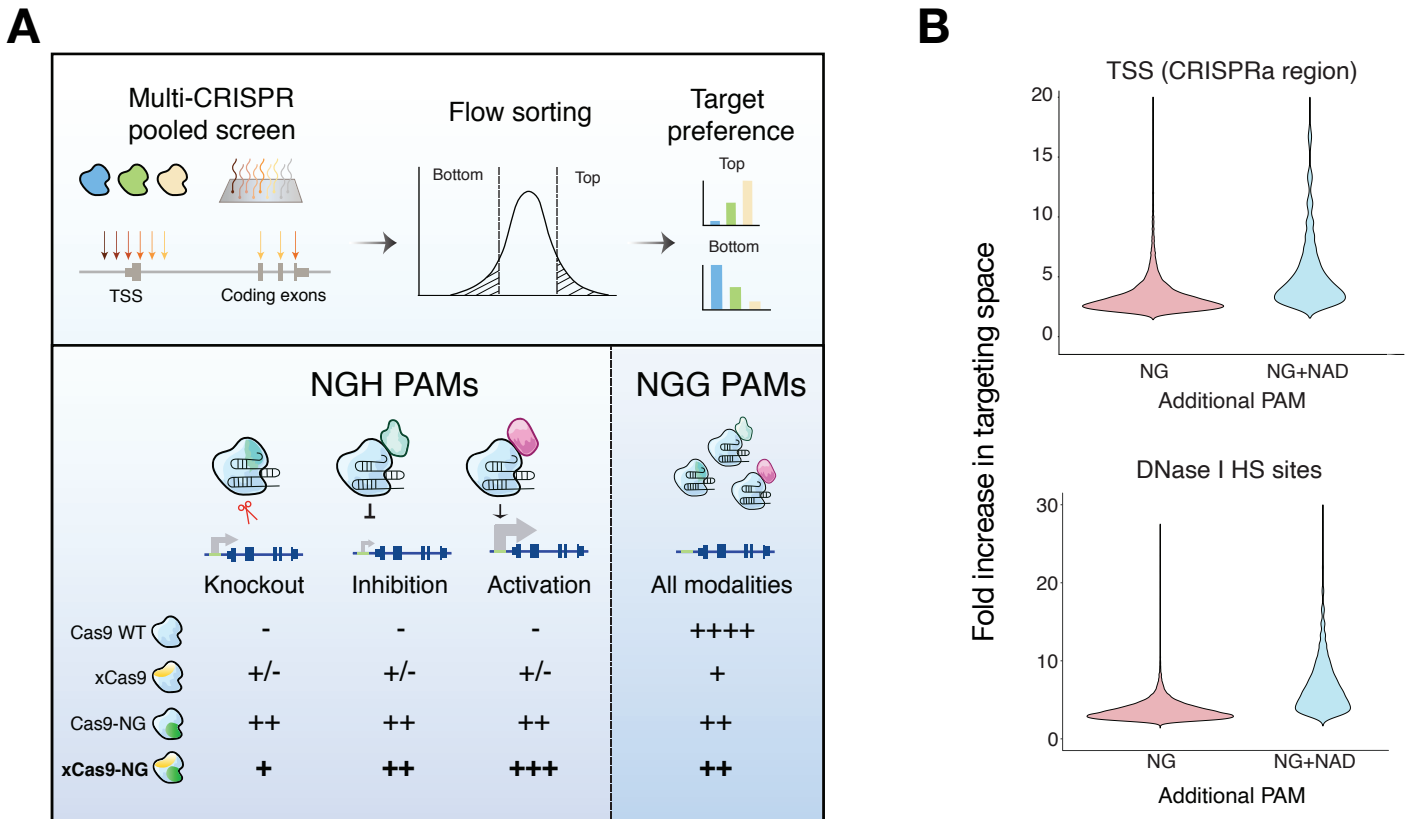 A
Multi-CRISPR
pooled screen
TSS
Coding exons
Flow sorting
Bottom
Top
Target
preference
Top
Bottom
NGH PAMs
NGG PAMs
Knockout
Inhibition
Activation
All modalities
Cas9 WT
-
-
-
++++
xCas9
+/-
+/-
+/-
+
Cas9-NG
++
++
++
++
xCas9-NG
+
++
+++
++
B
Fold increase in targeting space
TSS (CRISPRa region)
20
15
10
5
0
NG
NG+NAD
Additional PAM
DNase I HS sites
30
20
10
0
NG
NG+NAD
Additional PAM